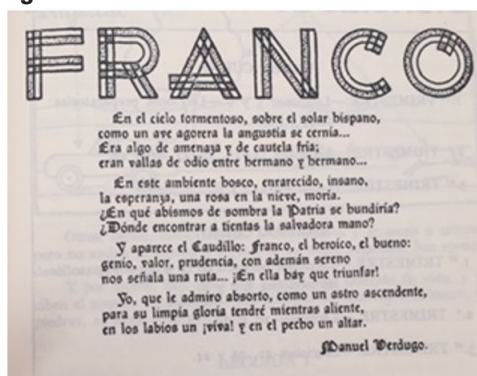 FRANCO
En el cielo tormentoso, sobre el solar hispano,
como un ave agorera la angustia se cernía...
Era algo de amenaza y de cautela fría;
eran vallas de odio entre hermano y hermano...
En este ambiente hosco, enrarecido, insano,
la esperanza, una rosa en la nieve, moría.
¿En qué abismos de sombra la Patria se hundiría?
¿Dónde encontrar a tientas la salvadora mano?
Y aparece el Caudillo: Franco, el heroico, el bueno:
genio, valor, prudencia, con ademán sereno
nos señala una ruta... ¡En ella hay que triunfar!
Yo, que le admiro absorto, como un astro ascendente,
para su limpia gloria tendré mientras aliente,
en los labios un ¡viva! y en el pecho un altar.
Manuel Verdugo.